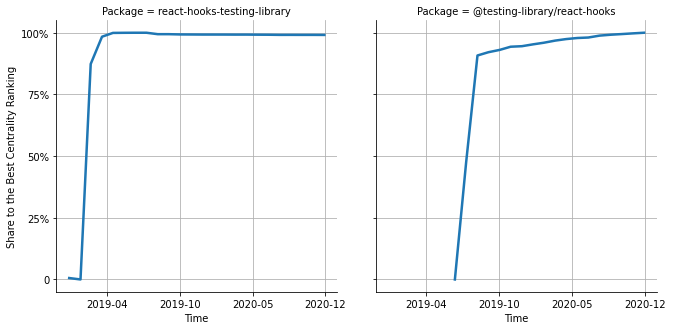 Package = react-hooks-testing-library
Package = @testing-library/react-hooks
Share to the Best Centrality Ranking
100%
75%
50%
25%
0
2019-04
2019-10
2020-05
2020-12
Time
2019-04
2019-10
2020-05
2020-12
Time